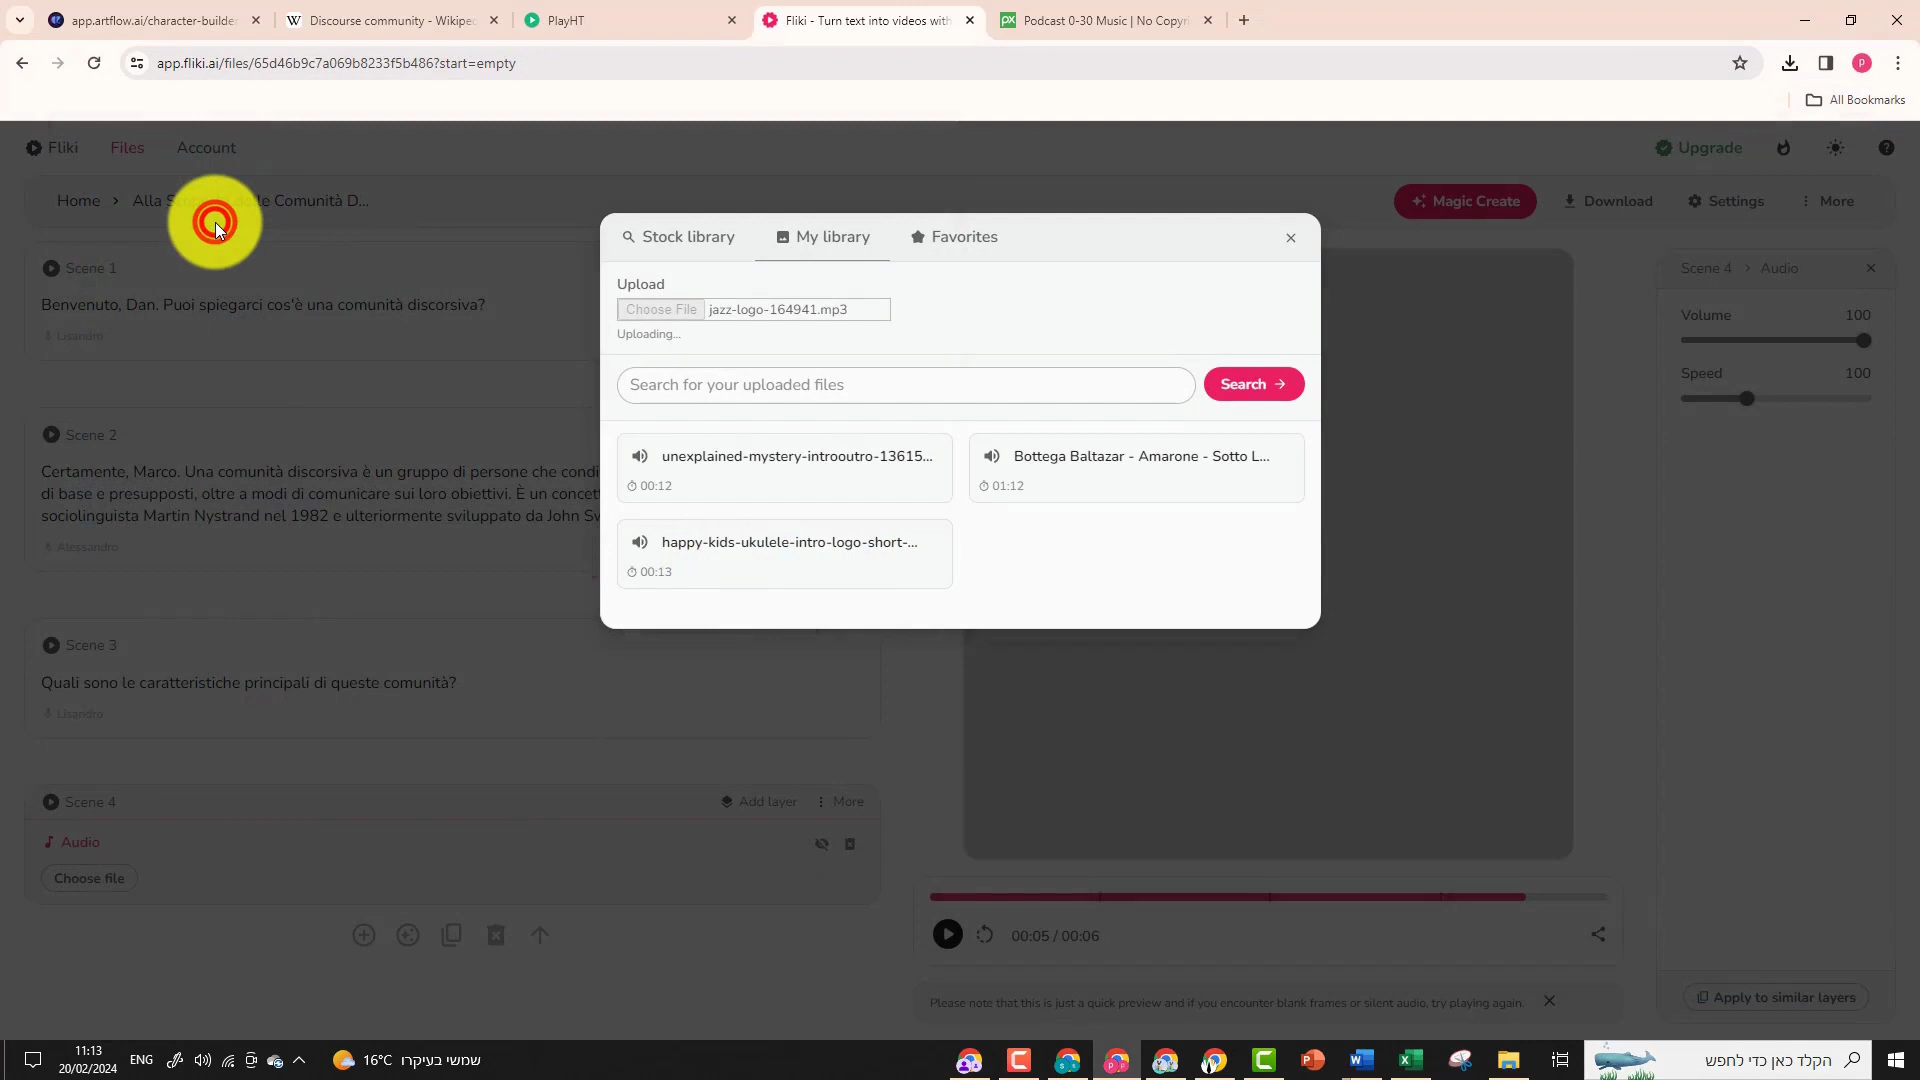 app.artflow.ai/character-builder
Discourse community - Wikiped
PlayHT
Fliki - Turn text into videos with
Podcast 0-30 Music | No Copyri
app.fliki.ai/files/65d46b9c7a069b8233f5b486?start=empty
P
All Bookmarks
Fliki
Files
Account
Upgrade
Home > Alla S le Comunità D...
Magic Create
Download
Settings
More
Stock library
My library
Favorites
Upload
Choose File jazz-logo-164941.mp3
Uploading...
Search for your uploaded files
Search
unexplained-mystery-introoutro-13615...
00:12
Bottega Baltazar - Amarone - Sotto L...
01:12
happy-kids-ukulele-intro-logo-short-...
00:13
Scene 1
Benvenuto, Dan. Puoi spiegarci cos'è una comunità discorsiva?
Lisandro
Scene 2
Certamente, Marco. Una comunità discorsiva è un gruppo di persone che condi
di base e presupposti, oltre a modi di comunicare sui loro obiettivi. È un concett
sociolinguista Martin Nystrand nel 1982 e ulteriormente sviluppato da John Sw
Alessandro
Scene 3
Quali sono le caratteristiche principali di queste comunità?
Lisandro
Scene 4
Add layer
More
Audio
Choose file
Scene 4 > Audio
Volume 100
Speed 100
00:05 / 00:06
Please note that this is just a quick preview and if you encounter blank frames or silent audio, try playing again.
Apply to similar layers
11:13
20/02/2024
ENG
16°C שמשי בעיקרו
הקלד כאן כדי לחפש